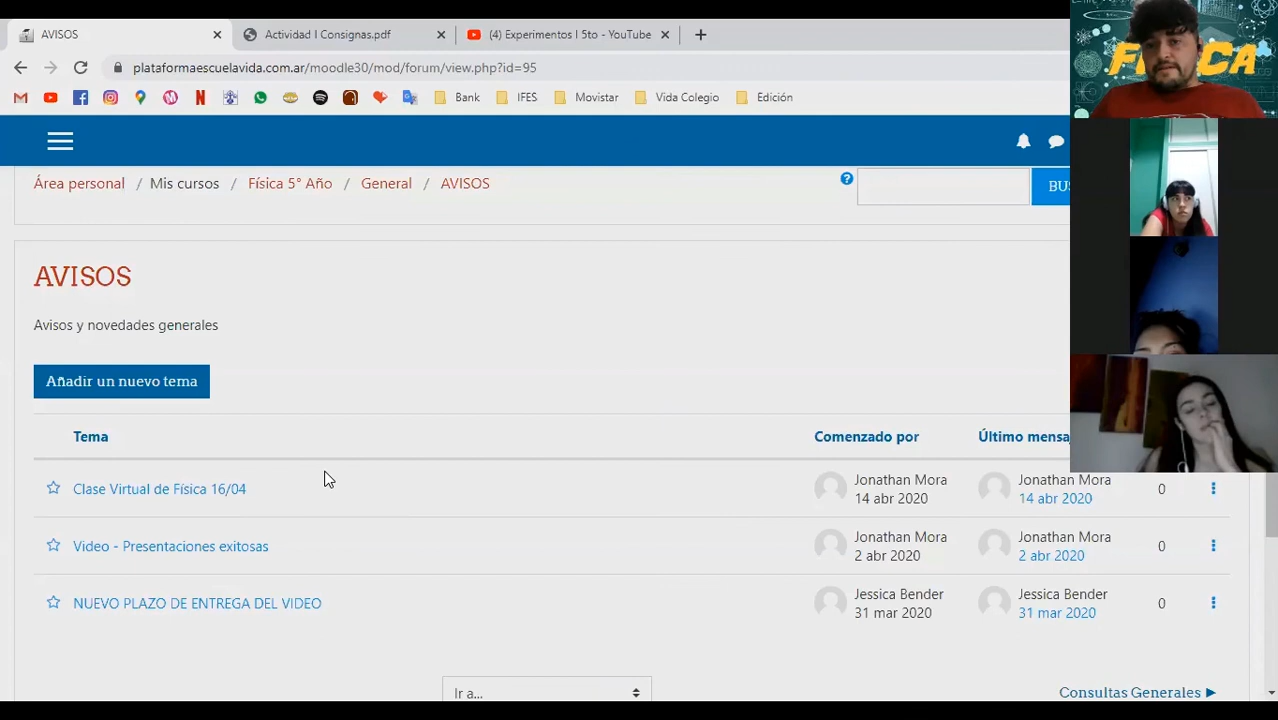 AVISOS
Actividad I Consignas.pdf
(4) Experimentos I 5to - YouTube
plataformaescuelavida.com.ar/moodle30/mod/forum/view.php?id=95
Bank
IFES
Movistar
Vida Colegio
Edición
FÍSICA
Área personal / Mis cursos / Física 5° Año / General / AVISOS
BUS
AVISOS
Avisos y novedades generales
Añadir un nuevo tema
Tema
Comenzado por
Último mensa
Clase Virtual de Física 16/04
Jonathan Mora
14 abr 2020
Jonathan Mora
14 abr 2020
0
Video - Presentaciones exitosas
Jonathan Mora
2 abr 2020
Jonathan Mora
2 abr 2020
0
NUEVO PLAZO DE ENTREGA DEL VIDEO
Jessica Bender
31 mar 2020
Jessica Bender
31 mar 2020
0
Ir a...
Consultas Generales ►